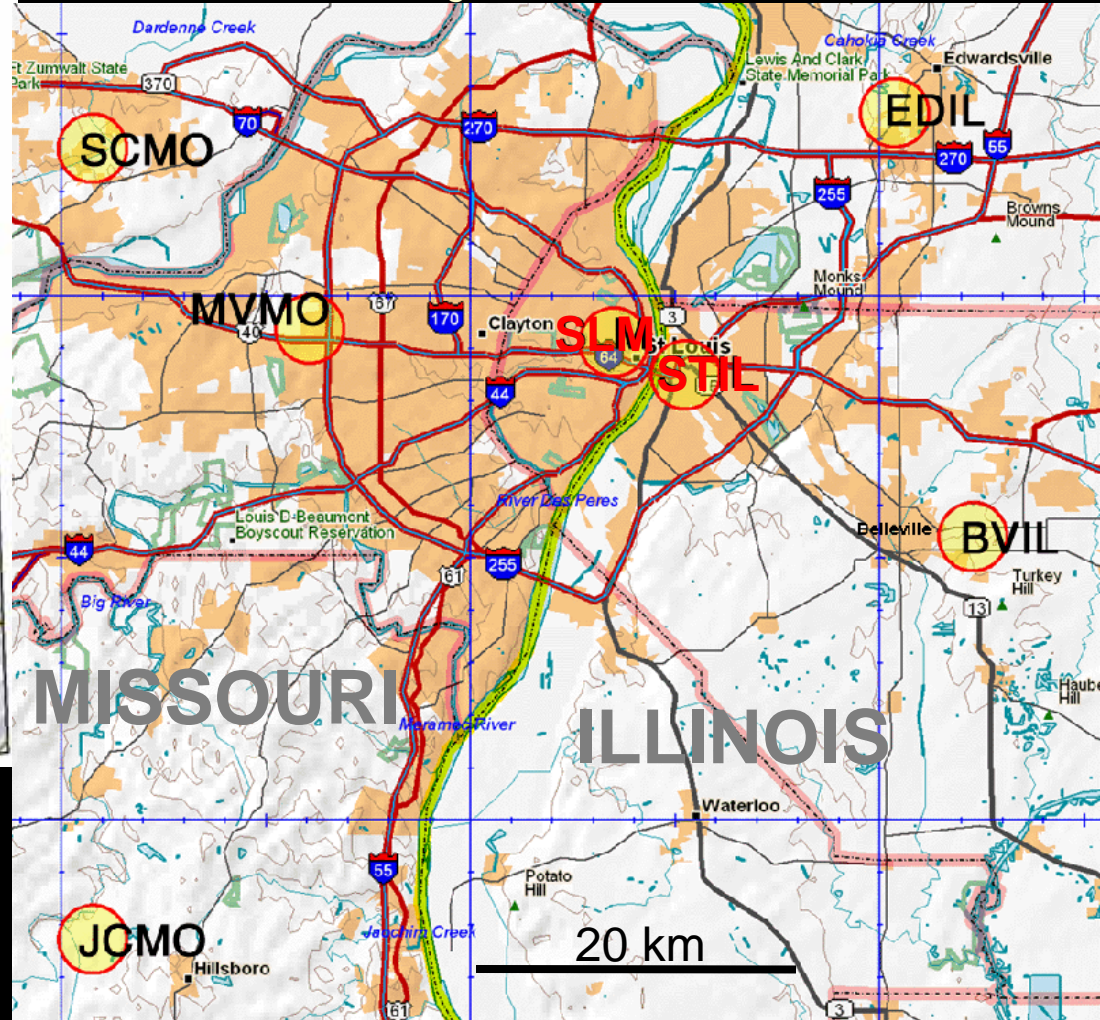 Dardenne Creek
Cahokia Creek
Edwardsville
Ft Zumwalt State
Park
Lewis And Clark
State Memorial Park
370
70
270
EDIL
SCMO
55
270
255
Browns
Mound
Monks
Mound
MVMO
67
40
170
3
Clayton
SLM
St Louis
64
STIL
44
River Des Peres
Louis D Beaumont
Boyscout Reservation
Belleville
BVIL
44
255
61
Turkey
Hill
Big River
13
MISSOURI
Haube
Hill
Meramec River
ILLINOIS
Waterloo
55
Potato
Hill
JCMO
Joachim Creek
20 km
Hillsboro
61
3